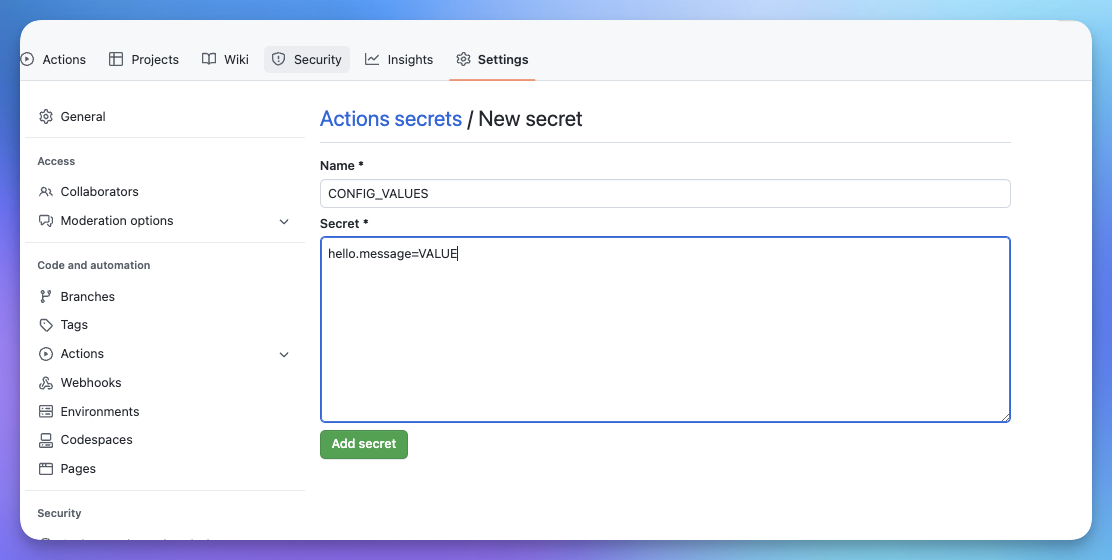 Actions Projects Wiki Security Insights Settings
General
Actions secrets / New secret
Access
Collaborators
Moderation options
Code and automation
Branches
Tags
Actions
Webhooks
Environments
Codespaces
Pages
Security
Name *
CONFIG_VALUES
Secret *
hello.message=VALUE
Add secret